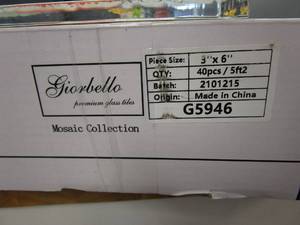 Giorbello
premium glass tiles
Mosaic Collection
Piece Size: 3"x 6"
QTY: 40pcs / 5ft2
Batch: 2101215
Origin: Made in China
G5946